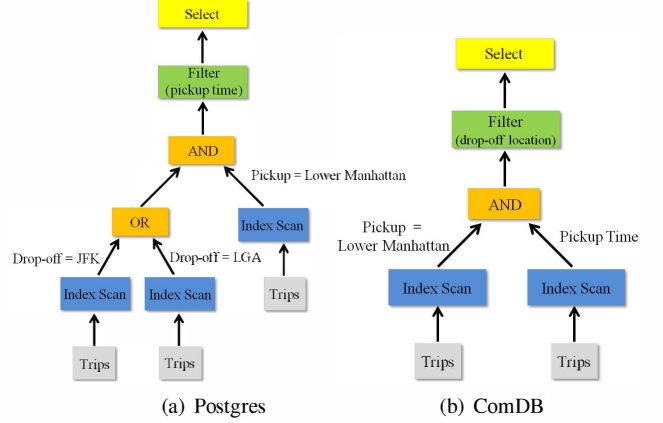 Select
Filter
(pickup time)
AND
Pickup = Lower Manhattan
OR
Index Scan
Drop-off = JFK
Drop-off = LGA
Index Scan
Index Scan
Trips
Trips
Trips
(a) Postgres
Select
Filter
(drop-off location)
AND
Pickup =
Lower Manhattan
Pickup Time
Index Scan
Index Scan
Trips
Trips
(b) ComDB